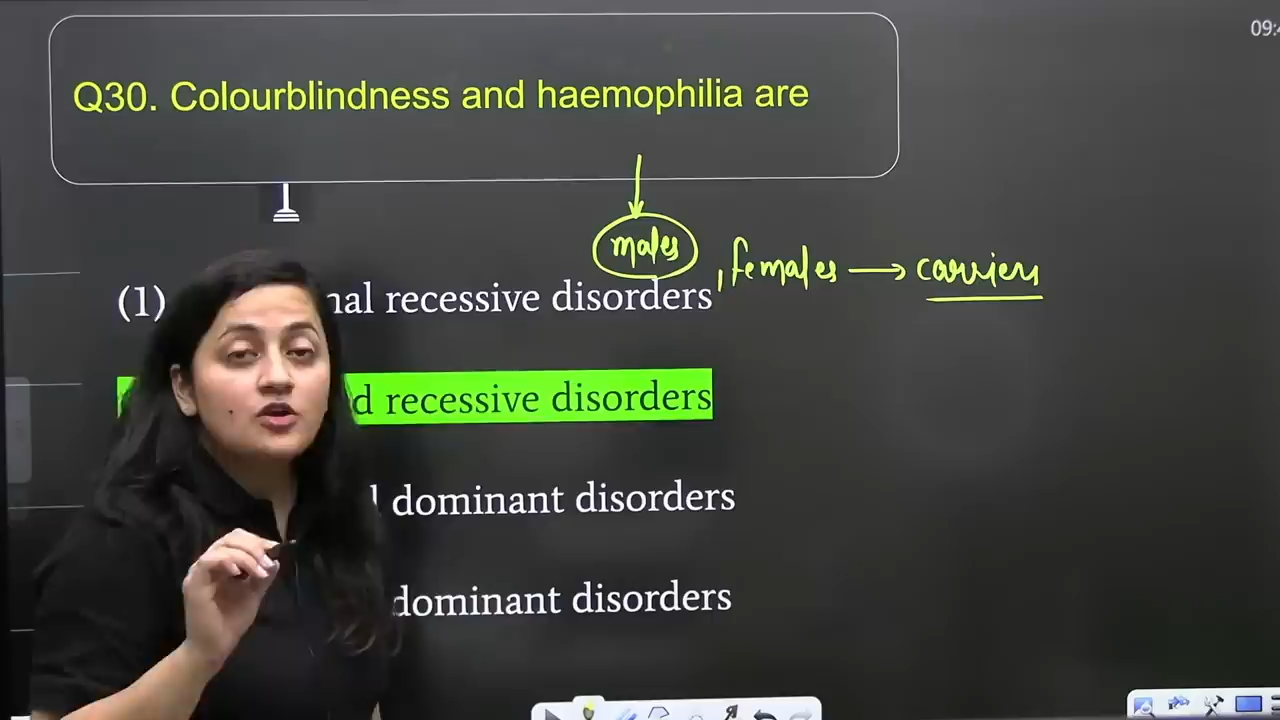 09:4
Q30. Colourblindness and haemophilia are
males, females → carriers
(1) nal recessive disorders
d recessive disorders
l dominant disorders
dominant disorders